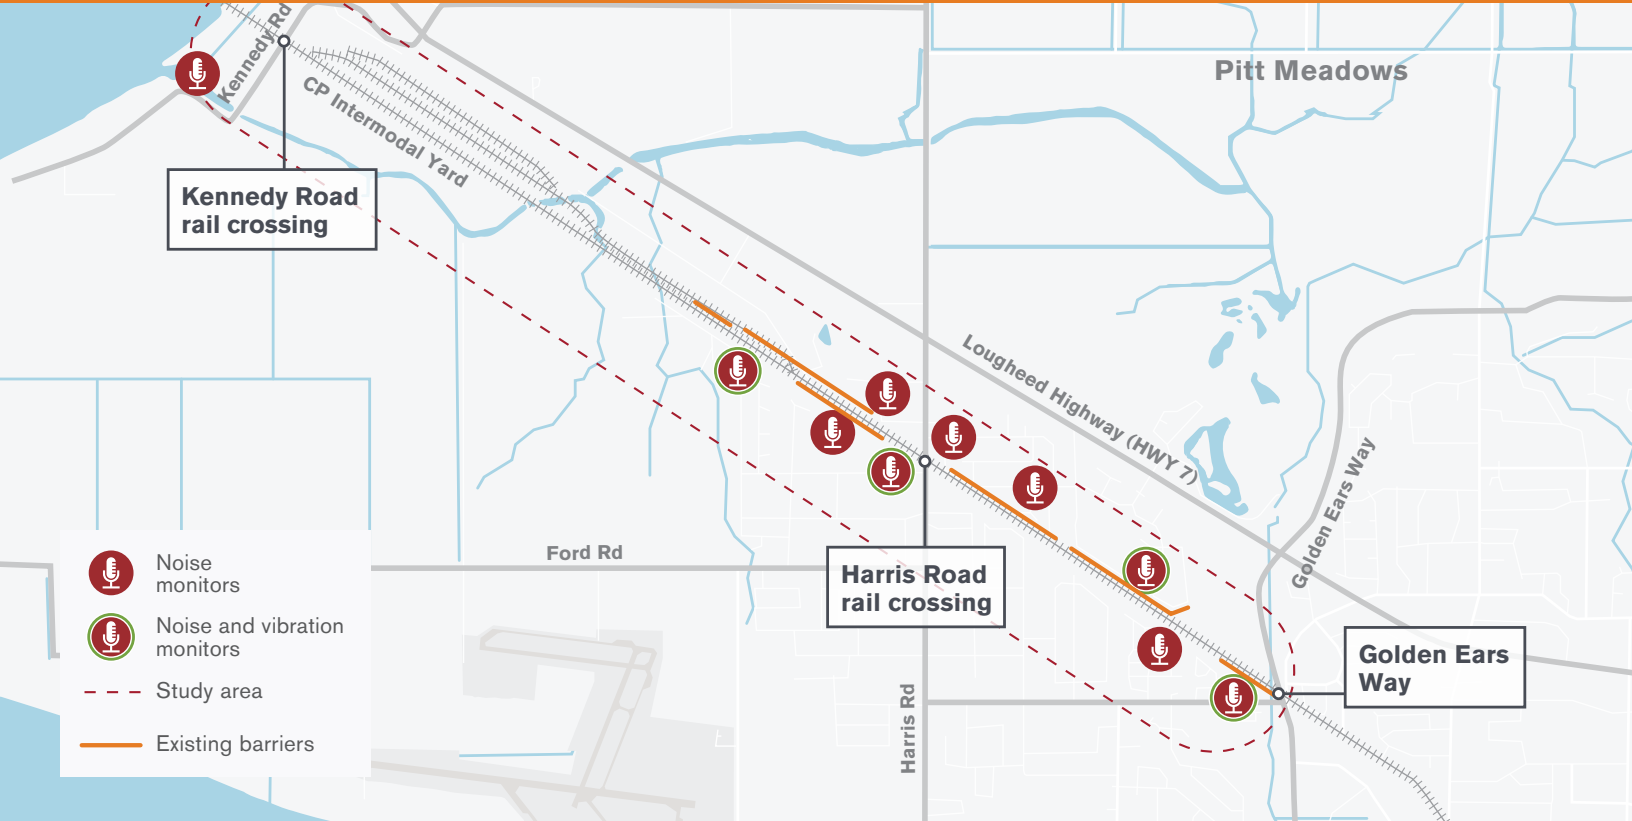 Kennedy Rd
Pitt Meadows
CP Intermodal Yard
Kennedy Road
rail crossing
Lougheed Highway (HWY 7)
Golden Ears Way
Ford Rd
Harris Road
rail crossing
Noise
monitors
Noise and vibration
monitors
Study area
Existing barriers
Golden Ears
Way
Harris Rd